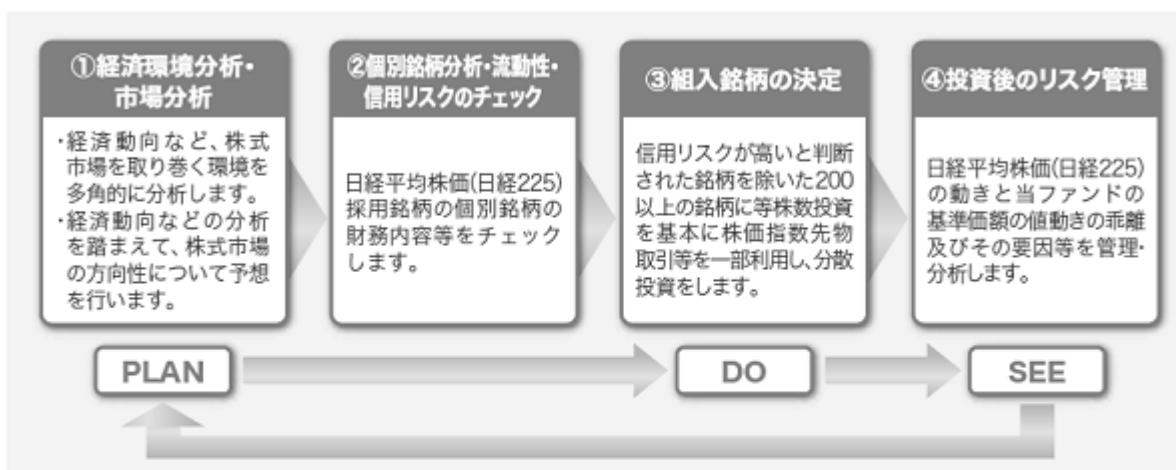 ①経済環境分析・
市場分析
・経済動向など、株式
市場を取り巻く環境を
多角的に分析します。
・経済動向などの分析
を踏まえて、株式市場
の方向性について予想
を行います。
②個別銘柄分析・流動性・
信用リスクのチェック
日経平均株価(日経225)
採用銘柄の個別銘柄の
財務内容等をチェック
します。
③組入銘柄の決定
信用リスクが高いと判断
された銘柄を除いた200
以上の銘柄に等株数投資
を基本に株価指数先物
取引等を一部利用し、分散
投資をします。
④投資後のリスク管理
日経平均株価(日経225)
の動きと当ファンドの
基準価額の値動きの乖離
及びその要因等を管理・
分析します。
PLAN
DO
SEE